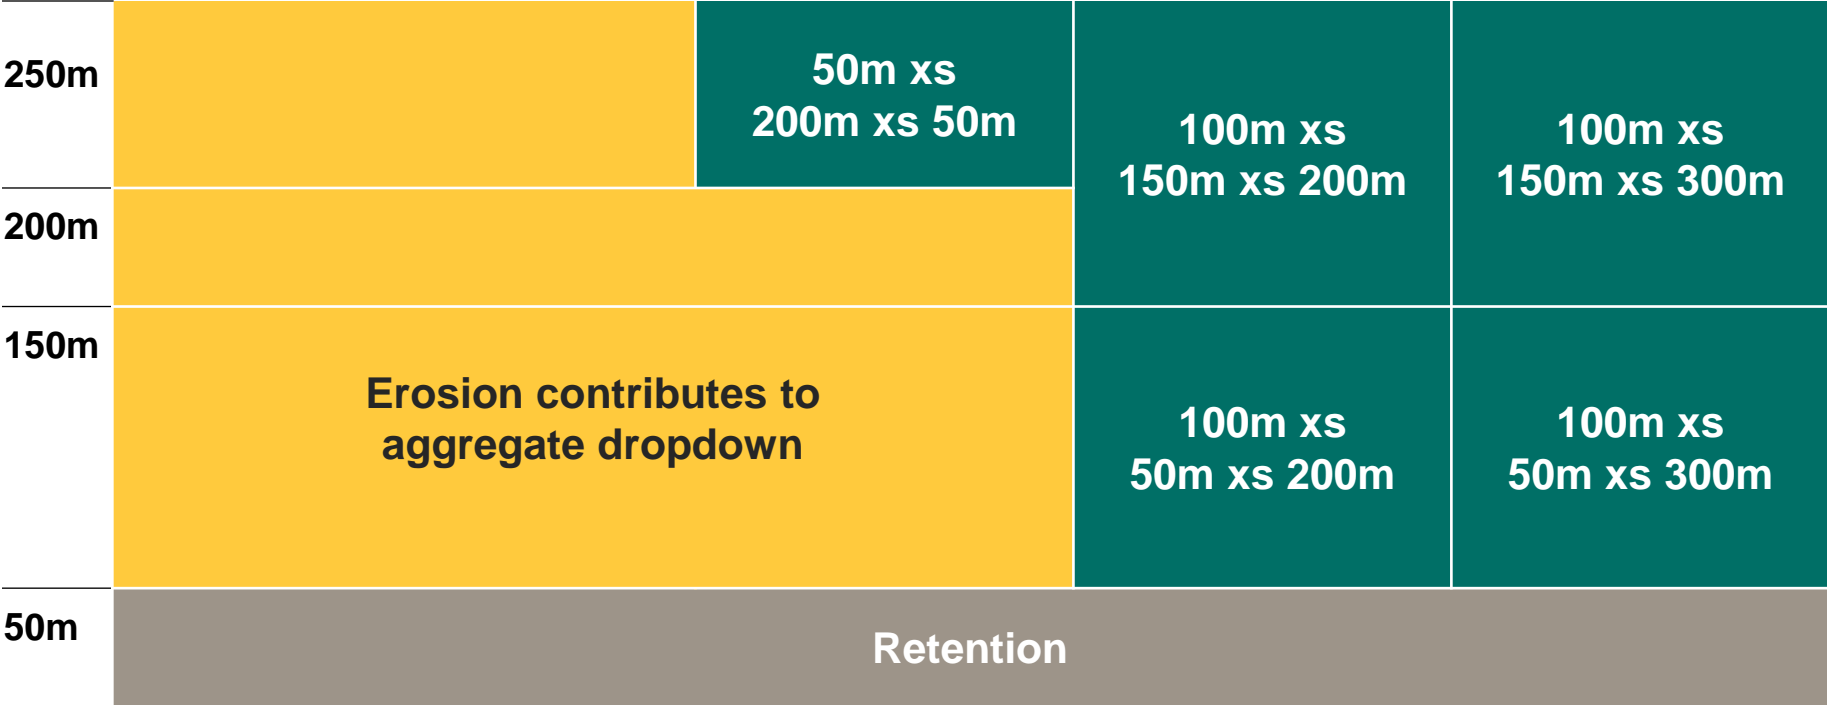 250m
50m xs
200m xs 50m
100m xs
150m xs 200m
100m xs
150m xs 300m
200m
150m
Erosion contributes to
aggregate dropdown
100m xs
50m xs 200m
100m xs
50m xs 300m
50m
Retention